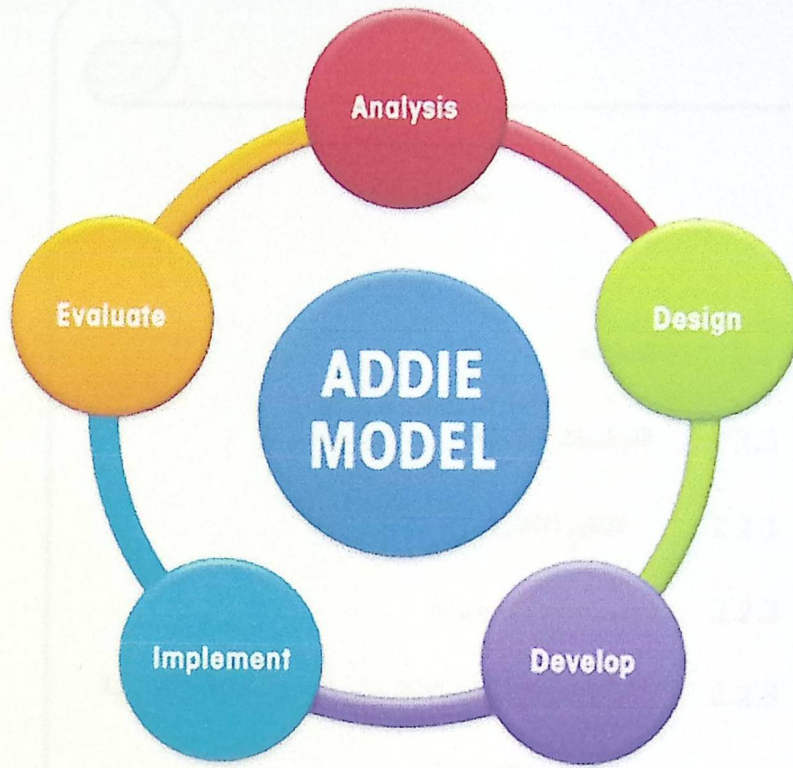 Analysis
Evaluate
Design
ADDIE
MODEL
Implement
Develop